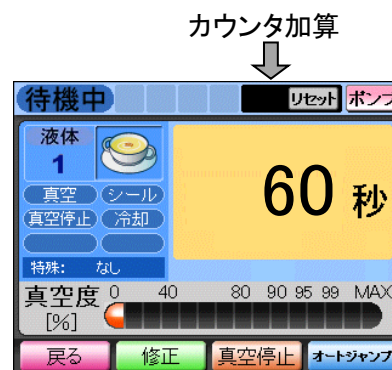 カウンタ加算
待機中 リセット ポンプ
液体
1
60 秒
真空 シール
真空停止 冷却
特殊: なし
真空度 0 40 80 90 95 99 MAX
[%]
戻る 修正 真空停止 オートジャンプ